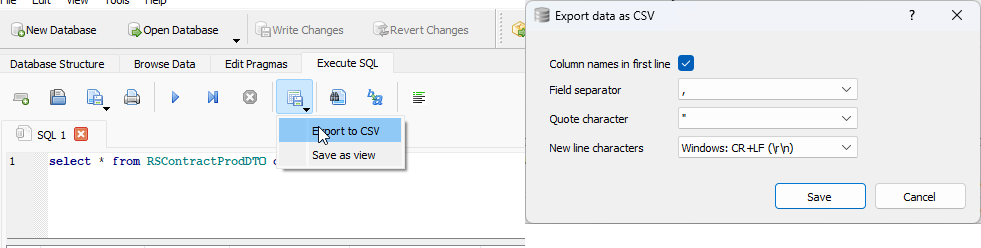 File Edit View Tools Help
New Database Open Database Write Changes Revert Changes
Database Structure Browse Data Edit Pragmas Execute SQL
SQL 1
Export to CSV
Save as view
1 select * from RSContractProdDTO
Export data as CSV ?
Column names in first line
Field separator ,
Quote character "
New line characters Windows: CR+LF (\r\n)
Save Cancel